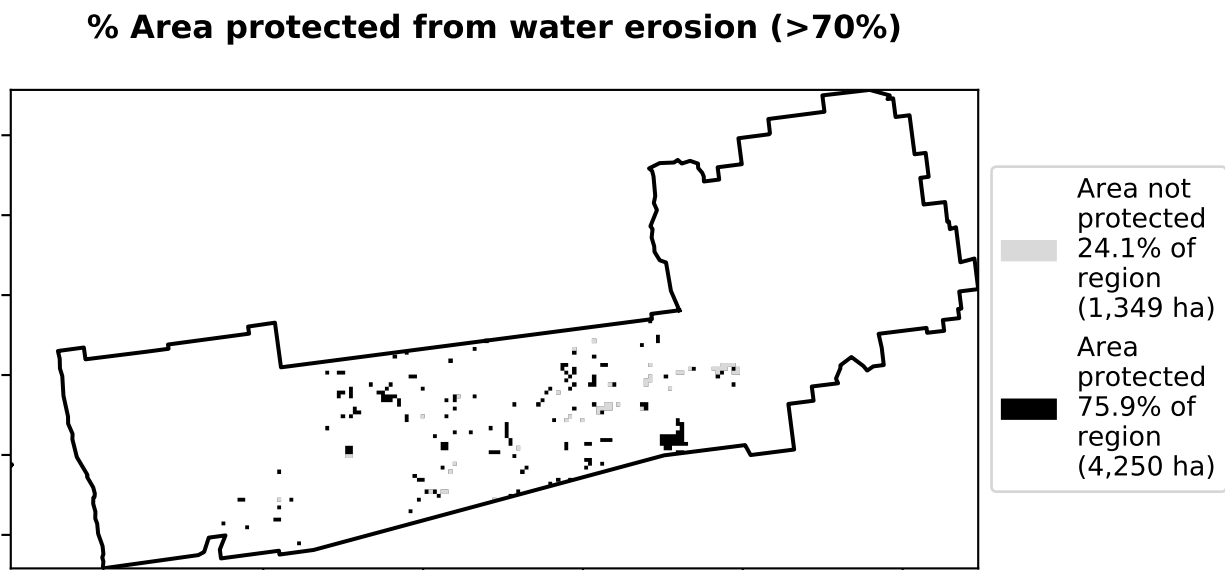 % Area protected from water erosion (>70%)
Area not
protected
24.1% of
region
(1,349 ha)
Area
protected
75.9% of
region
(4,250 ha)